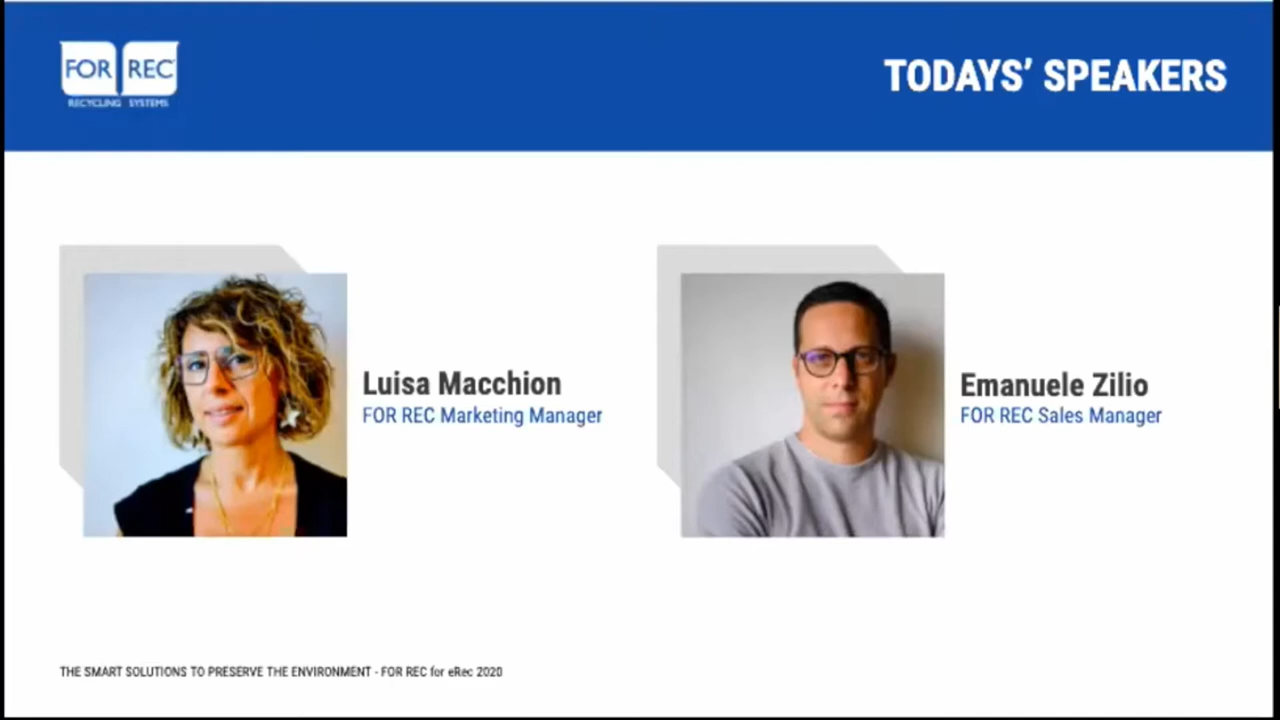 FOR REC
RECYCLING SYSTEMS
TODAYS’ SPEAKERS
Luisa Macchion
FOR REC Marketing Manager
Emanuele Zilio
FOR REC Sales Manager
THE SMART SOLUTIONS TO PRESERVE THE ENVIRONMENT - FOR REC for eRec 2020